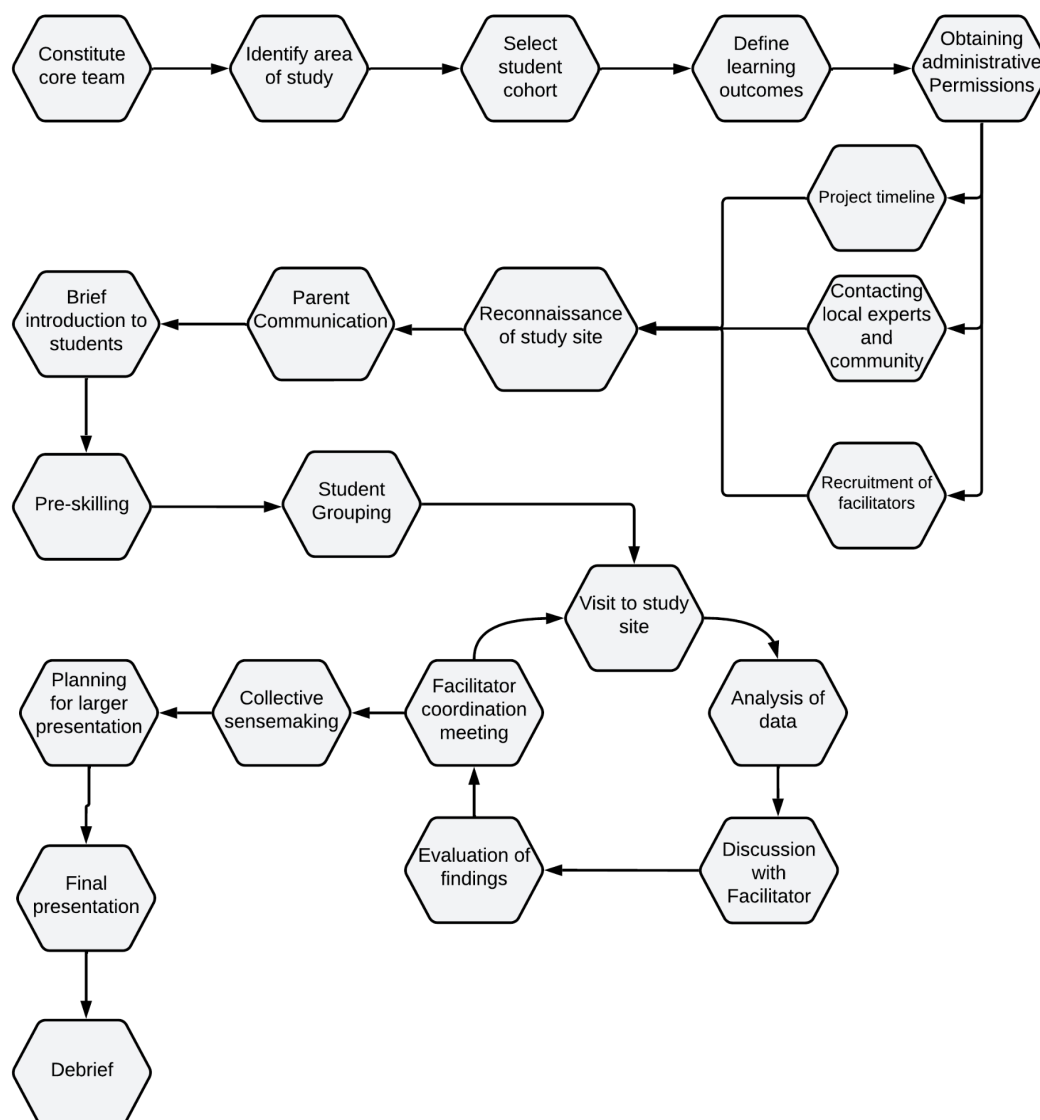 Constitute
core team
Identify area
of study
Select
student
cohort
Define
learning
outcomes
Obtaining
administrative
Permissions
Project timeline
Contacting
local experts
and
community
Recruitment of
facilitators
Reconnaissance
of study site
Parent
Communication
Brief
introduction to
students
Pre-skilling
Student
Grouping
Visit to study
site
Analysis of
data
Discussion
with
Facilitator
Evaluation of
findings
Facilitator
coordination
meeting
Collective
sensemaking
Planning
for larger
presentation
Final
presentation
Debrief